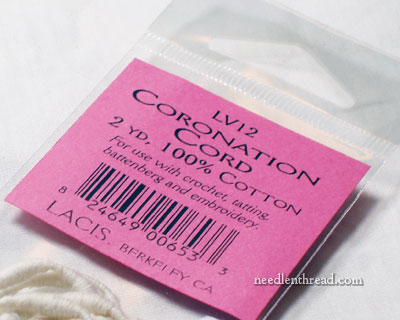 LV12
CORONATION
CORD
2 YD, 100% COTTON
For use with crochet, tatting,
battenberg and embroidery.
8 24649 00653 3
LACIS, BERKELEY CA
needlenthread.com